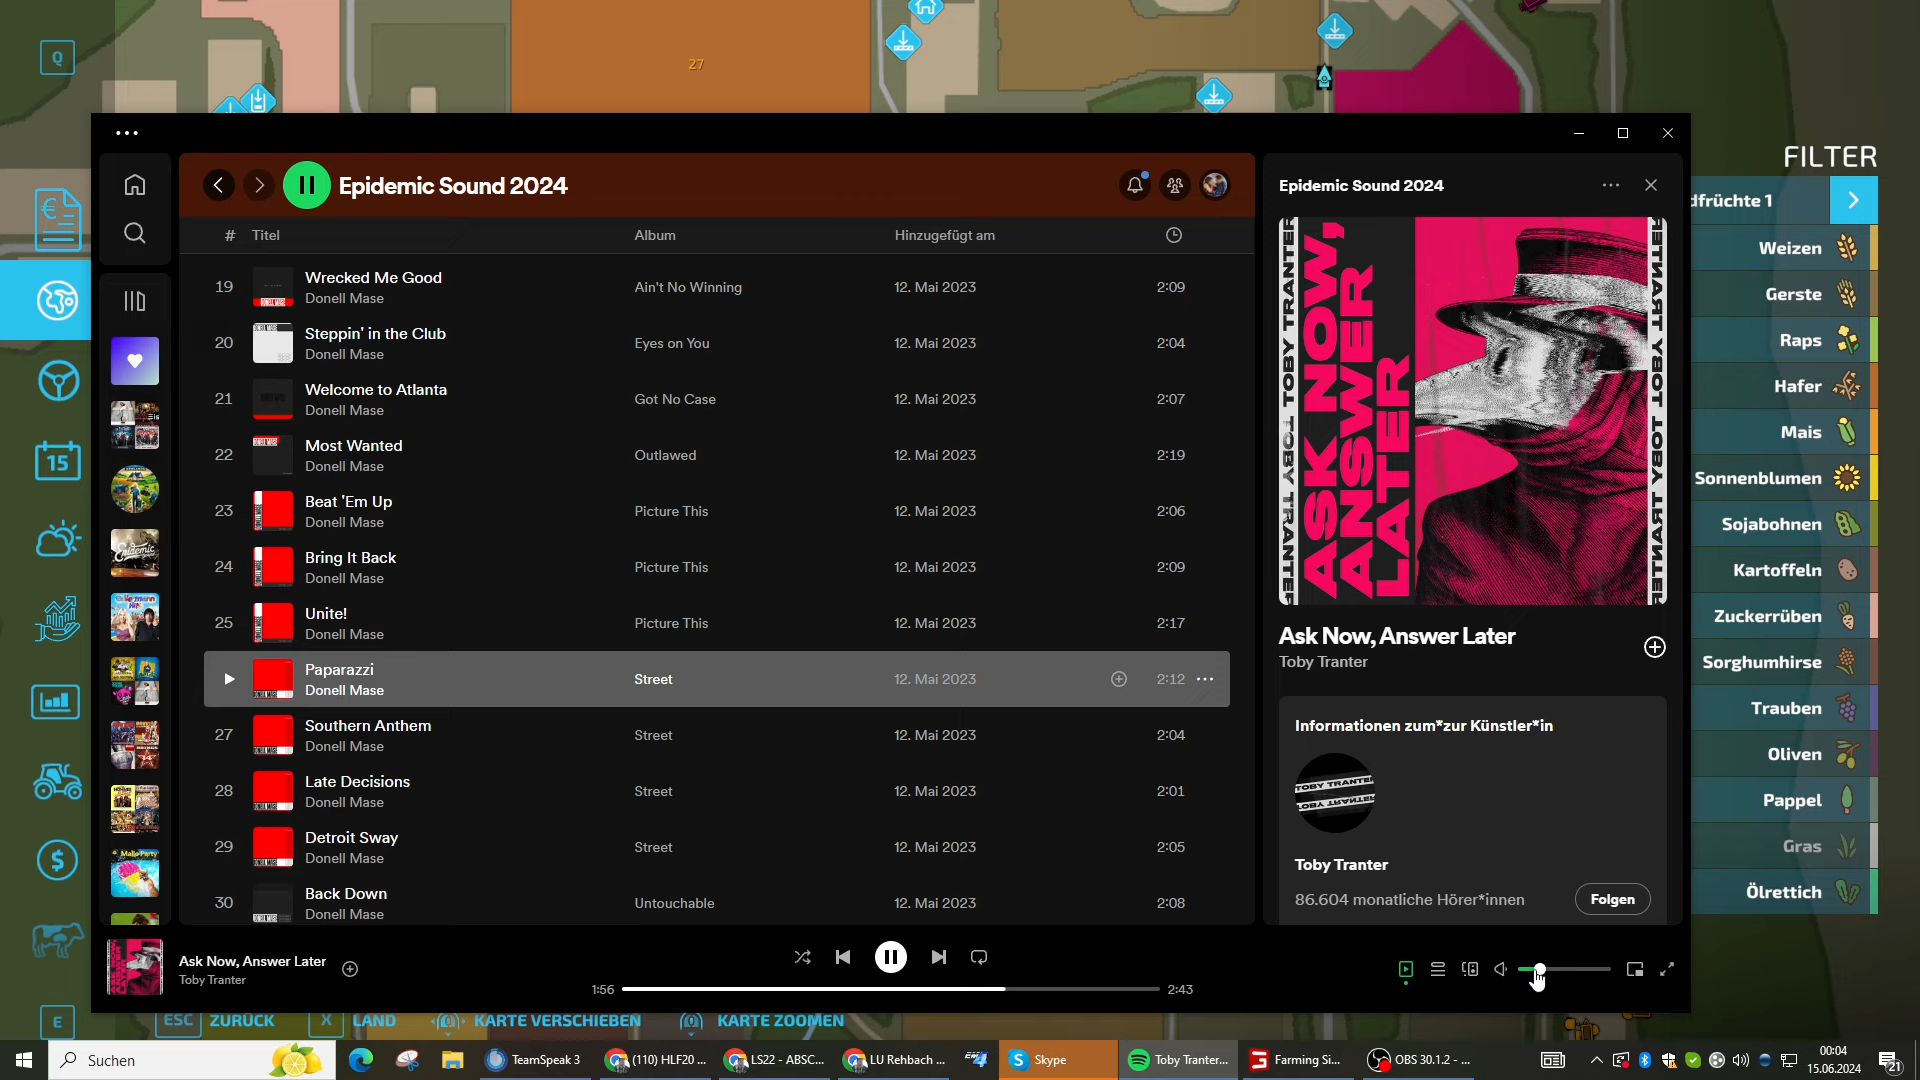 Q
27
FILTER
Epidemic Sound 2024
Epidemic Sound 2024
dfrüchte 1
# Titel Album Hinzugefügt am
19 Wrecked Me Good Ain't No Winning 12. Mai 2023 2:09
Donell Mase
20 Steppin' in the Club Eyes on You 12. Mai 2023 2:04
Donell Mase
21 Welcome to Atlanta Got No Case 12. Mai 2023 2:07
Donell Mase
22 Most Wanted Outlawed 12. Mai 2023 2:19
Donell Mase
23 Beat 'Em Up Picture This 12. Mai 2023 2:06
Donell Mase
24 Bring It Back Picture This 12. Mai 2023 2:09
Donell Mase
25 Unite! Picture This 12. Mai 2023 2:17
Donell Mase
Paparazzi Street 12. Mai 2023 2:12
Donell Mase
27 Southern Anthem Street 12. Mai 2023 2:04
Donell Mase
28 Late Decisions Street 12. Mai 2023 2:01
Donell Mase
29 Detroit Sway Street 12. Mai 2023 2:05
Donell Mase
30 Back Down Untouchable 12. Mai 2023 2:08
Donell Mase
TOBY TRANTER
ASK NOW,
ANSWER
LATER
TOBY TRANTER
Ask Now, Answer Later
Toby Tranter
Informationen zum*zur Künstler*in
TOBY TRANTER
Toby Tranter
86.604 monatliche Hörer*innen Folgen
Weizen
Gerste
Raps
Hafer
Mais
Sonnenblumen
Sojabohnen
Kartoffeln
Zuckerrüben
Sorghumhirse
Trauben
Oliven
Pappel
Gras
Ölrettich
15
Epidemic
Malle Party
Ask Now, Answer Later
Toby Tranter
1:56 2:43
E
ESC ZURÜCK X LAND KARTE VERSCHIEBEN KARTE ZOOMEN
Suchen
TeamSpeak 3
(110) HLF20 ...
LS22 - ABSC...
LU Rehbach ...
Skype
Toby Tranter...
Farming Si...
OBS 30.1.2 - ...
00:04
15.06.2024
21